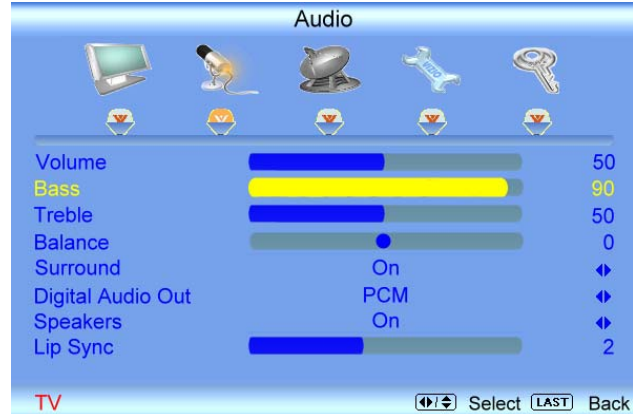 Audio
VIZIO
Volume 50
Bass 90
Treble 50
Balance 0
Surround On
Digital Audio Out PCM
Speakers On
Lip Sync 2
TV Select LAST Back